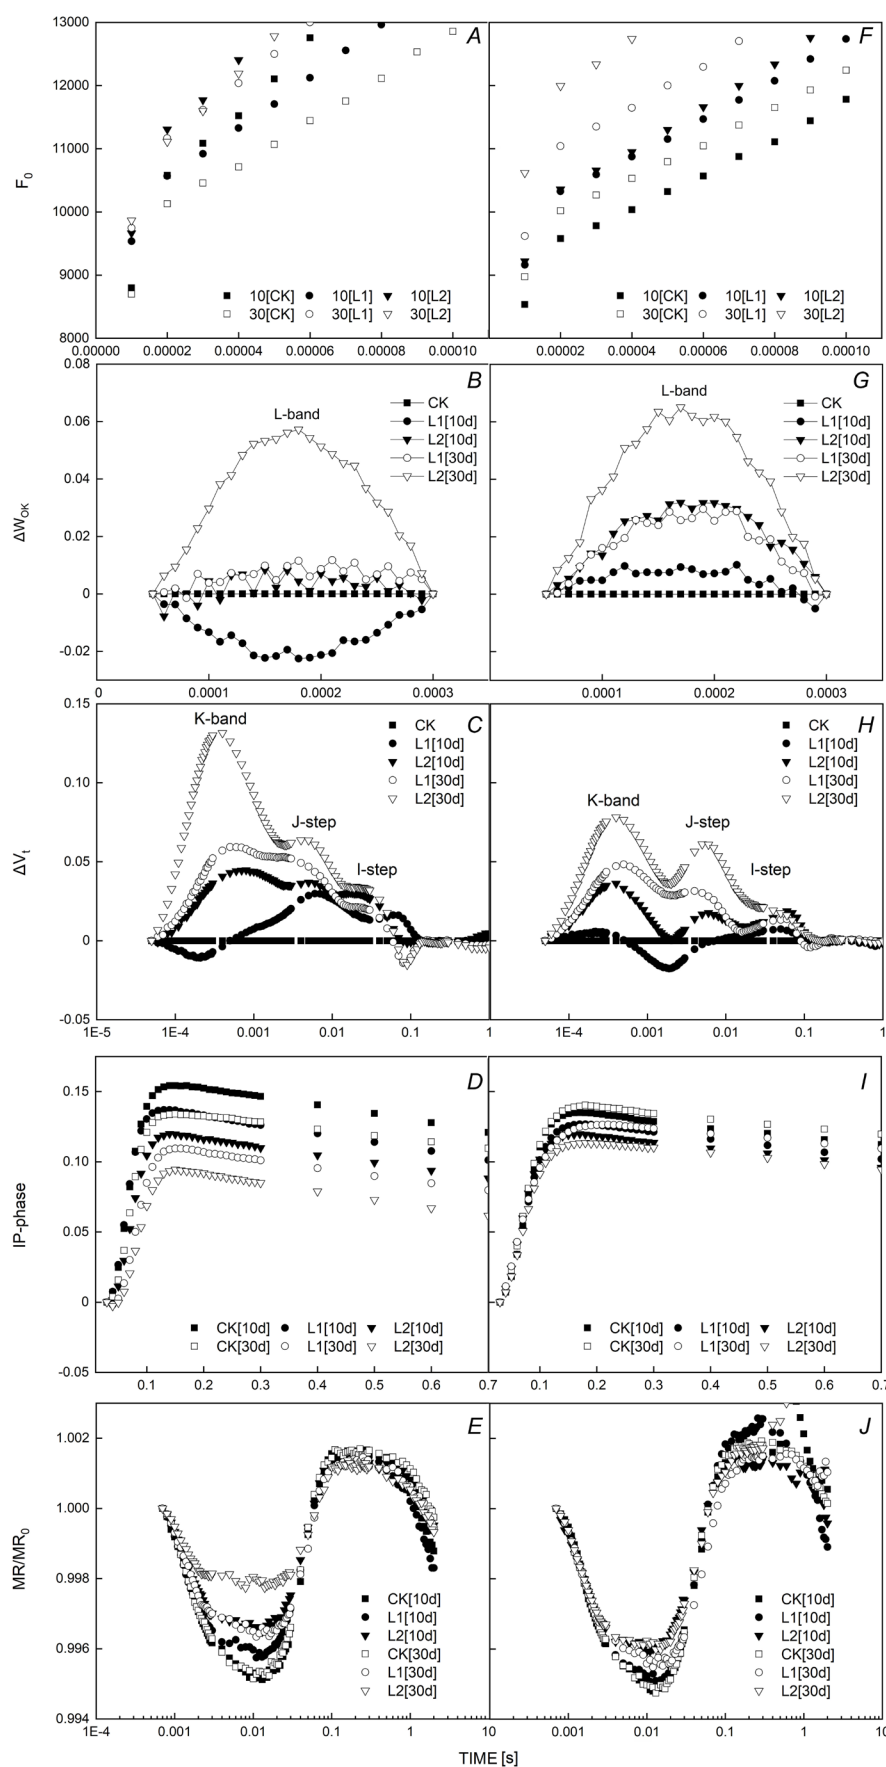 13000
12000
11000
10000
9000
8000
F0
A
F
10[CK] 10[L1] 10[L2]
30[CK] 30[L1] 30[L2]
10[CK] 10[L1] 10[L2]
30[CK] 30[L1] 30[L2]
0.00000 0.00002 0.00004 0.00006 0.00008 0.00010
0.00002 0.00004 0.00006 0.00008 0.00010
0.08
0.06
0.04
0.02
0
-0.02
ΔWOK
B
L-band
CK
L1[10d]
L2[10d]
L1[30d]
L2[30d]
G
L-band
CK
L1[10d]
L2[10d]
L1[30d]
L2[30d]
0 0.0001 0.0002 0.0003
0.0001 0.0002 0.0003
0.15
0.10
0.05
0
-0.05
ΔVt
C
K-band
J-step
I-step
CK
L1[10d]
L2[10d]
L1[30d]
L2[30d]
H
K-band
J-step
I-step
CK
L1[10d]
L2[10d]
L1[30d]
L2[30d]
1E-5 1E-4 0.001 0.01 0.1 1
1E-4 0.001 0.01 0.1 1
0.15
0.10
0.05
0
-0.05
IP-phase
D
I
CK[10d] L1[10d] L2[10d]
CK[30d] L1[30d] L2[30d]
CK[10d] L1[10d] L2[10d]
CK[30d] L1[30d] L2[30d]
0.1 0.2 0.3 0.4 0.5 0.6 0.7
0.1 0.2 0.3 0.4 0.5 0.6 0.7
1.002
1.000
0.998
0.996
0.994
MR/MR0
E
CK[10d]
L1[10d]
L2[10d]
CK[30d]
L1[30d]
L2[30d]
J
CK[10d]
L1[10d]
L2[10d]
CK[30d]
L1[30d]
L2[30d]
1E-4 0.001 0.01 0.1 1 10
0.001 0.01 0.1 1 10
TIME [s]